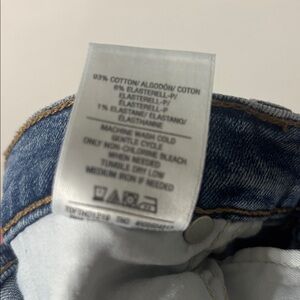 93% COTTON/ ALGODÓN/ COTON
6% ELASTERELL-P/
ELASTERELL-P/
ELASTERELL-P
1% ELASTANE/ ELASTANO/
ÉLASTHANNE
MACHINE WASH COLD
GENTLE CYCLE
ONLY NON-CHLORINE BLEACH
WHEN NEEDED
TUMBLE DRY LOW
MEDIUM IRON IF NEEDED